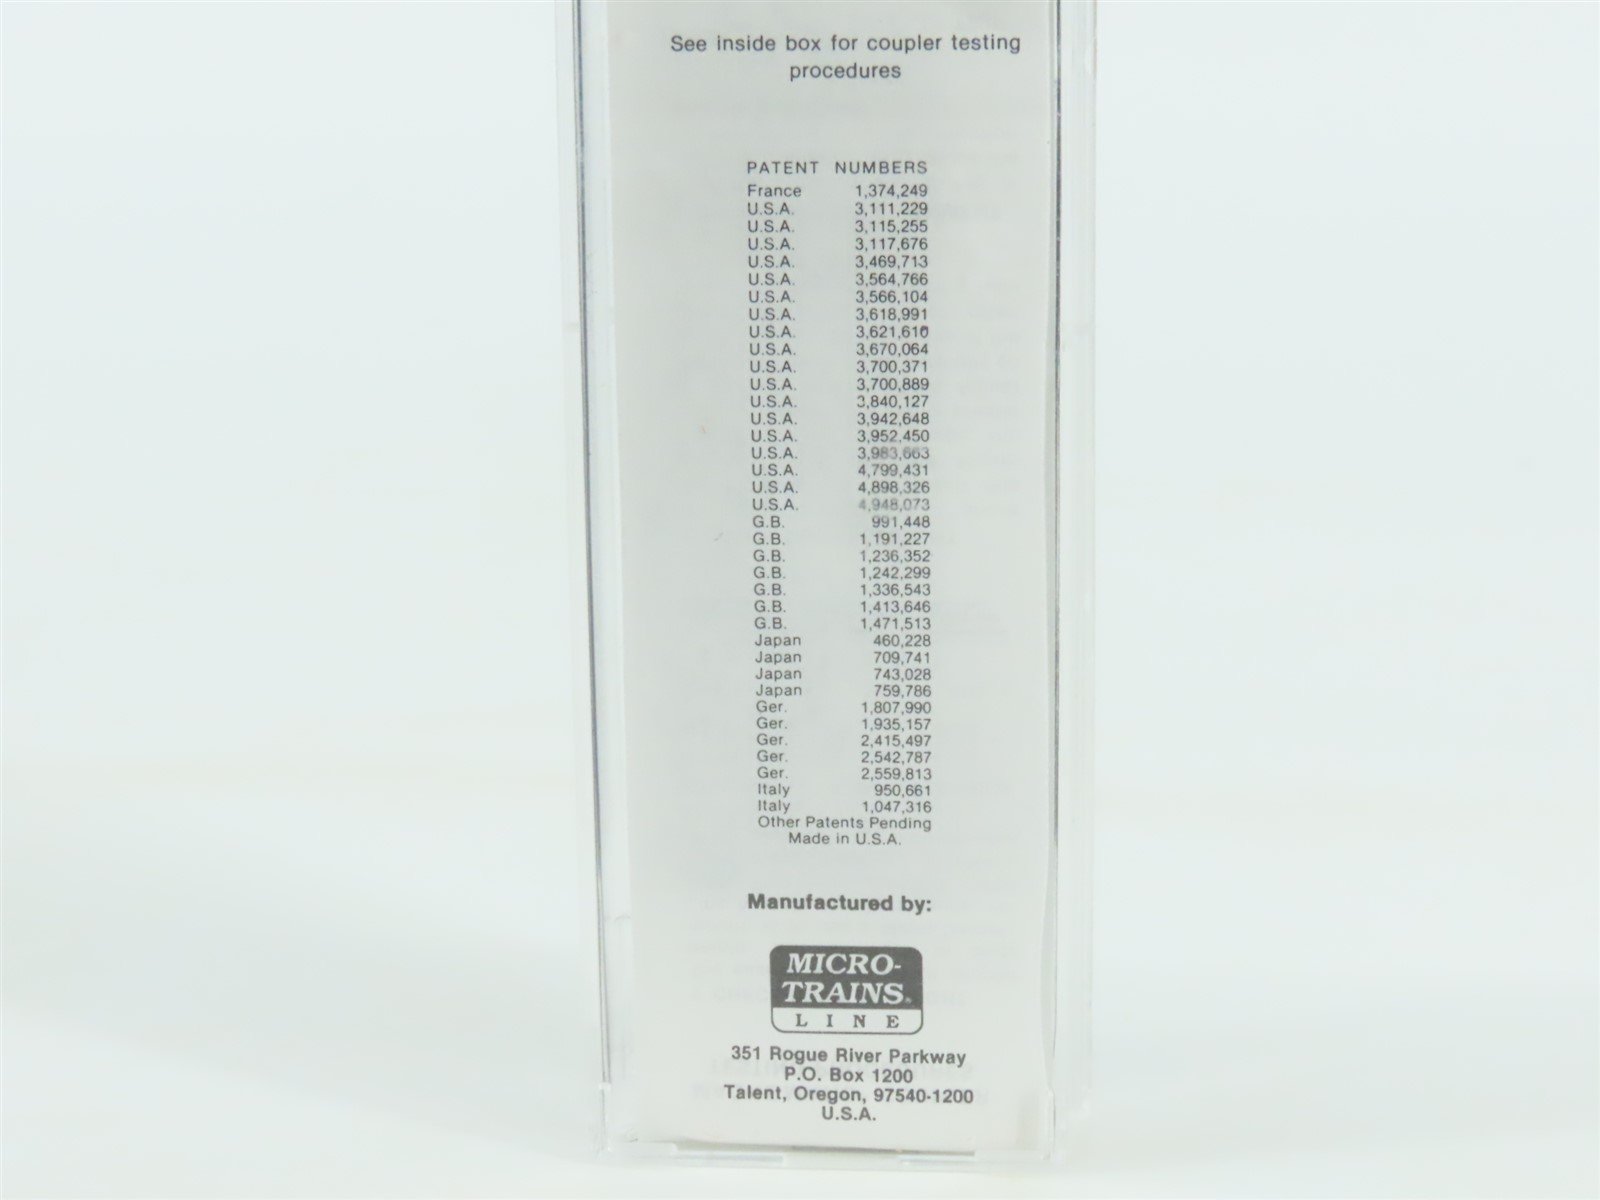 See inside box for coupler testing
procedures
PATENT NUMBERS
France 1,374,249
U.S.A. 3,111,229
U.S.A. 3,115,255
U.S.A. 3,117,676
U.S.A. 3,469,713
U.S.A. 3,564,766
U.S.A. 3,566,104
U.S.A. 3,618,991
U.S.A. 3,621,610
U.S.A. 3,670,064
U.S.A. 3,700,371
U.S.A. 3,700,889
U.S.A. 3,840,127
U.S.A. 3,942,648
U.S.A. 3,952,450
U.S.A. 3,983,663
U.S.A. 4,799,431
U.S.A. 4,898,326
U.S.A. 4,948,073
G.B. 991,448
G.B. 1,191,227
G.B. 1,236,352
G.B. 1,242,299
G.B. 1,336,543
G.B. 1,413,646
G.B. 1,471,513
Japan 460,228
Japan 709,741
Japan 743,028
Japan 759,786
Ger. 1,807,990
Ger. 1,935,157
Ger. 2,415,497
Ger. 2,542,787
Ger. 2,559,813
Italy 950,661
Italy 1,047,316
Other Patents Pending
Made in U.S.A.
Manufactured by:
MICRO-
TRAINS®
LINE
351 Rogue River Parkway
P.O. Box 1200
Talent, Oregon, 97540-1200
U.S.A.